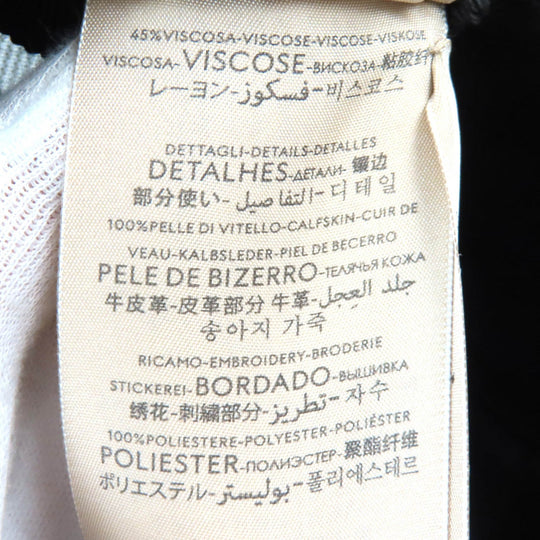 45%VISCOSA-VISCOSE-VISCOSE-VISKOSE
VISCOSA-VISCOSE-ВИСКОЗА-粘胶纤
レーヨン-فسكوز-비스코스
DETTAGLI-DETAILS-DETALLES
DETALHES-ДЕТАЛИ-镶边
部分使い-التفاصيل-디테일
100%PELLE DI VITELLO-CALFSKIN-CUIR DE
VEAU-KALBSLEDER-PIEL DE BECERRO
PELE DE BIZERRO-ТЕЛЯЧЬЯ КОЖА
牛皮革-皮革部分 牛革-جلد العجل
송아지 가죽
RICAMO-EMBROIDERY-BRODERIE
STICKEREI-BORDADO-ВЫШИВКА
绣花-刺繍部分-تطريز-자수
100%POLIESTERE-POLYESTER-POLIÉSTER
POLIESTER-ПОЛИЭСТЕР-聚酯纤维
ポリエステル-بوليستر-폴리에스테르